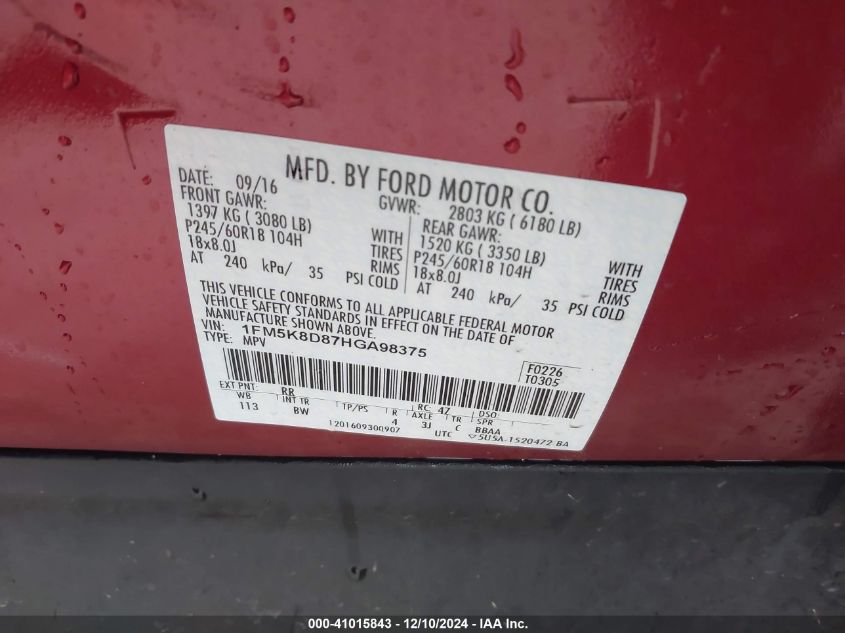 MFD. BY FORD MOTOR CO.
DATE: 09/16 GVWR: 2803 KG ( 6180 LB)
FRONT GAWR: REAR GAWR:
1397 KG ( 3080 LB) WITH 1520 KG ( 3350 LB) WITH
P245/60R18 104H TIRES P245/60R18 104H TIRES
18x8.0J RIMS 18x8.0J RIMS
AT 240 kPa/ 35 PSI COLD AT 240 kPa/ 35 PSI COLD
THIS VEHICLE CONFORMS TO ALL APPLICABLE FEDERAL MOTOR
VEHICLE SAFETY STANDARDS IN EFFECT ON THE DATE OF
MANUFACTURE SHOWN ABOVE.
VIN: 1FM5K8D87HGA98375
TYPE: MPV
F0226
T0305
EXT PNT: RR RC: 47 DSO:
WB INT TR TP/PS R AXLE TR SPR
113 BW 4 3J C BBAA
1201609300907 UTC ▽5U5A-1520472 BA
000-41015843 - 12/10/2024 - IAA Inc.